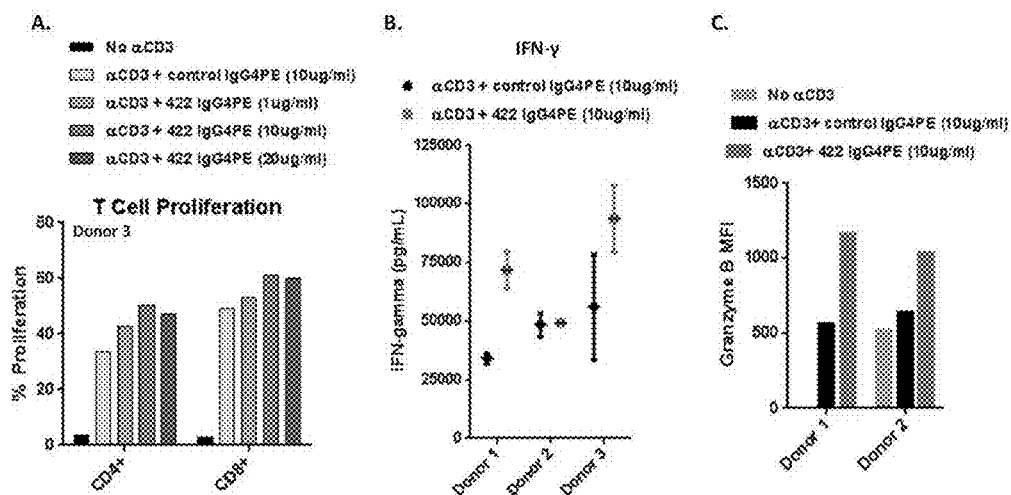 A.
No αCD3
αCD3 + control IgG4PE (10ug/ml)
αCD3 + 422 IgG4PE (1ug/ml)
αCD3 + 422 IgG4PE (10ug/ml)
αCD3 + 422 IgG4PE (20ug/ml)
T Cell Proliferation
Donor 3
% Proliferation
80
60
40
20
0
CD4+
CD8+
B.
IFN-γ
αCD3 + control IgG4PE (10ug/ml)
αCD3 + 422 IgG4PE (10ug/ml)
IFN-gamma (pg/mL)
125000
100000
75000
50000
25000
0
Donor 1
Donor 2
Donor 3
C.
No αCD3
αCD3+ control IgG4PE (10ug/ml)
αCD3+ 422 IgG4PE (10ug/ml)
Granzyme B MFI
1500
1000
500
0
Donor 1
Donor 2